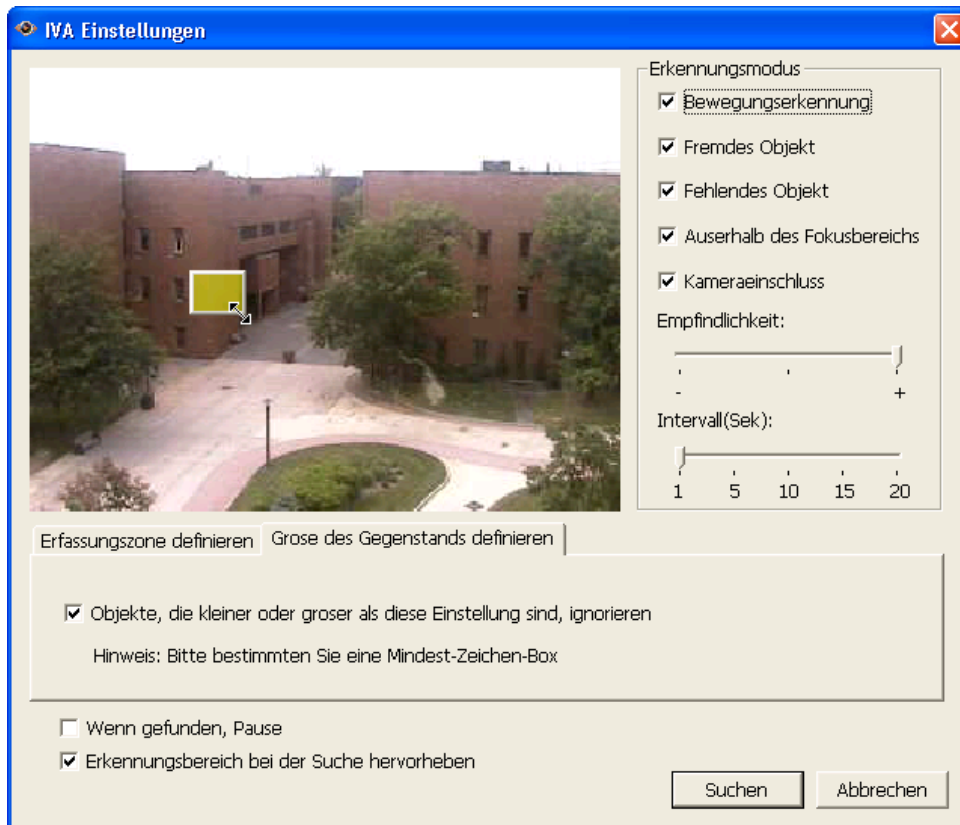 IVA Einstellungen
Erkennungsmodus
Bewegungserkennung
Fremdes Objekt
Fehlendes Objekt
Auserhalb des Fokusbereichs
Kameraeinschluss
Empfindlichkeit:
- +
Intervall(Sek):
1 5 10 15 20
Erfassungszone definieren Grose des Gegenstands definieren
Objekte, die kleiner oder groser als diese Einstellung sind, ignorieren
Hinweis: Bitte bestimmten Sie eine Mindest-Zeichen-Box
Wenn gefunden, Pause
Erkennungsbereich bei der Suche hervorheben
Suchen Abbrechen